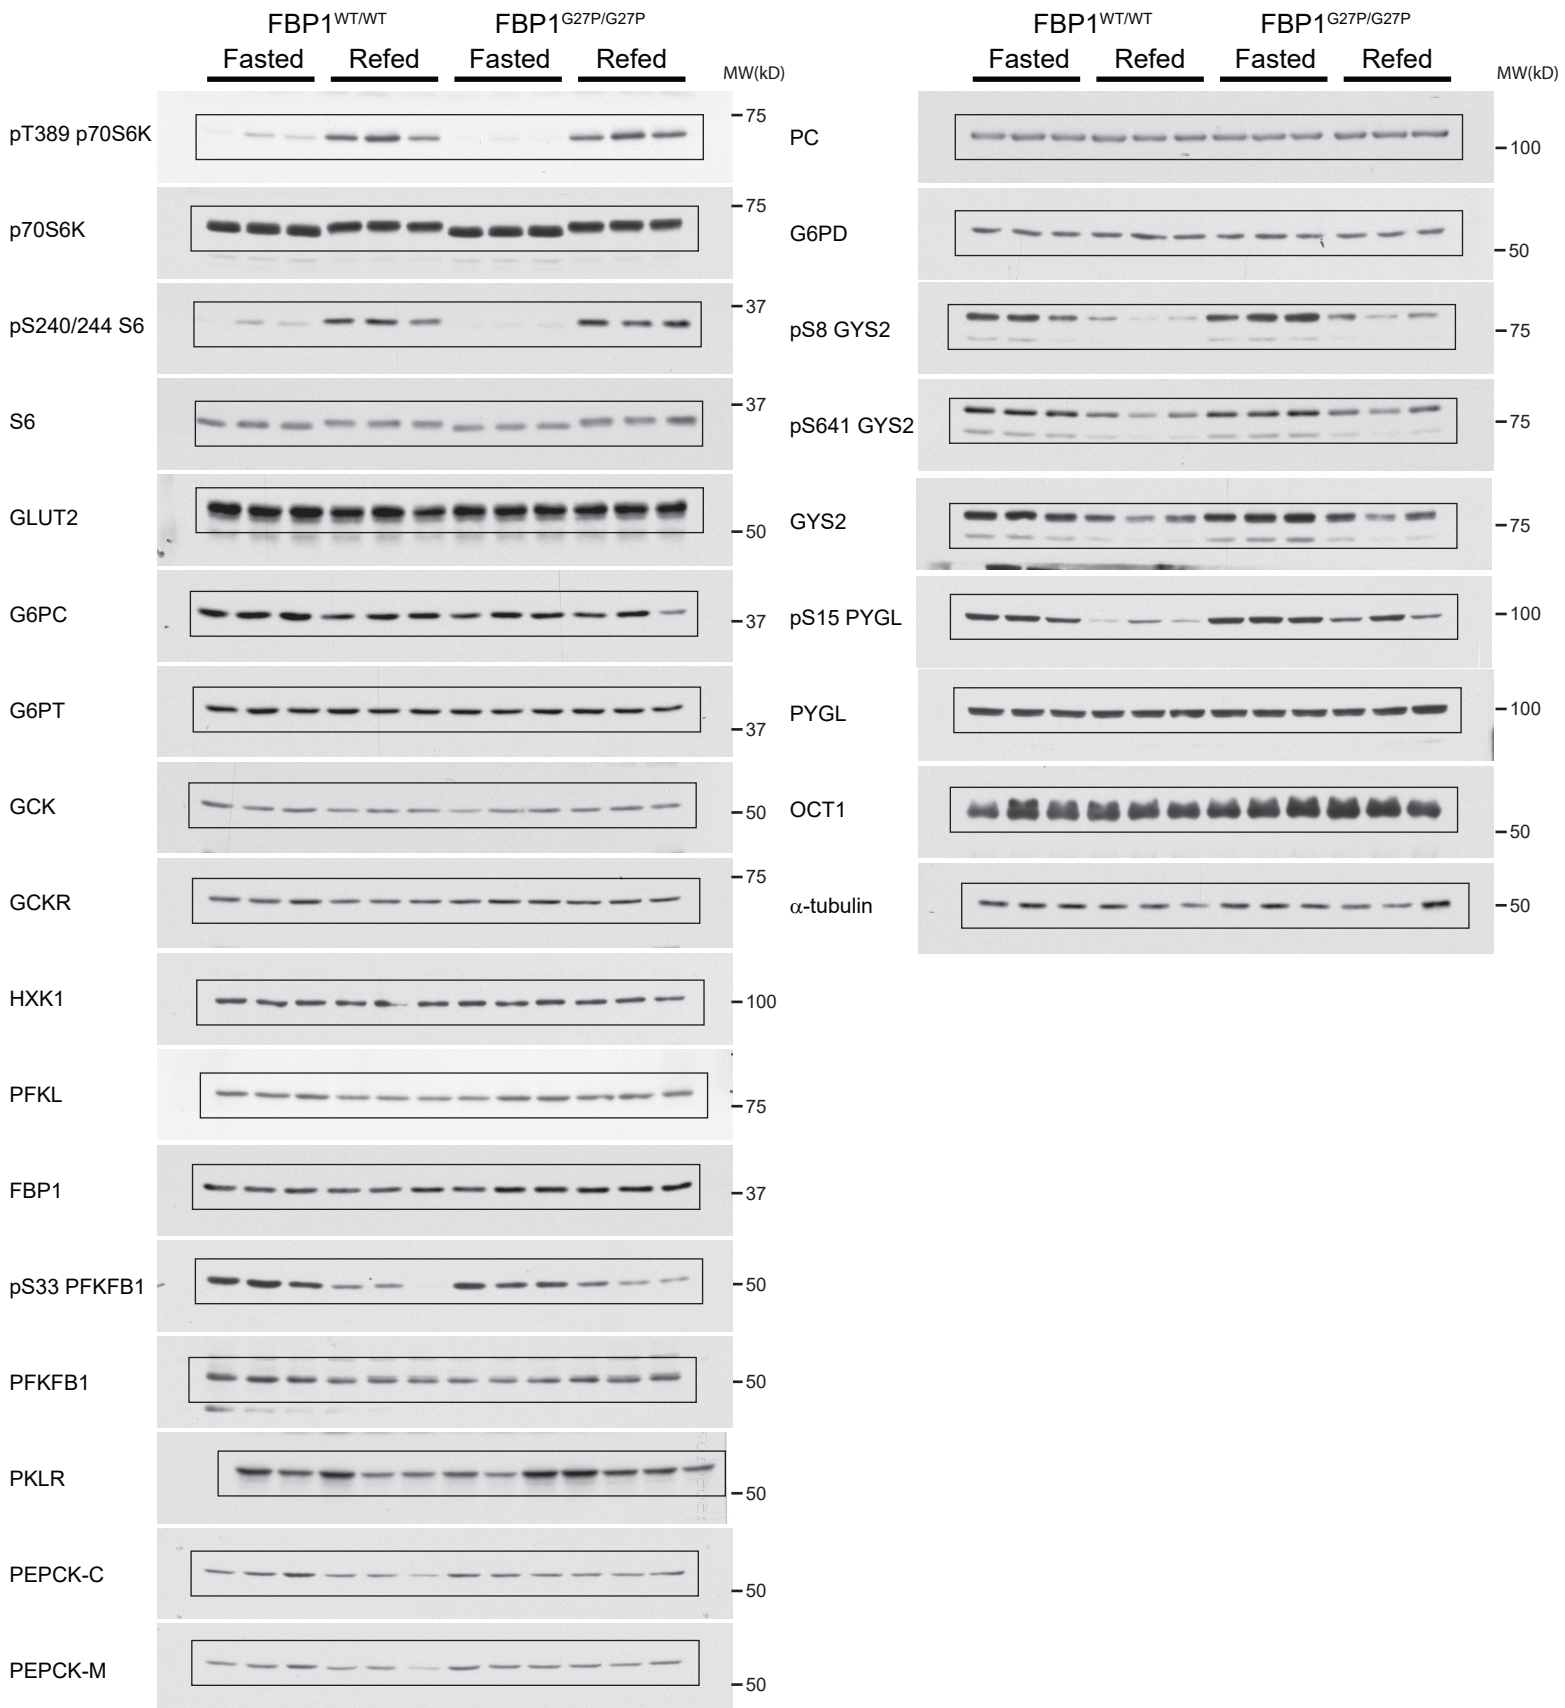 FBP1WT/WT FBP1G27P/G27P
Fasted Refed Fasted Refed
MW(kD)
pT389 p70S6K 75
p70S6K 75
pS240/244 S6 37
S6 37
GLUT2 50
G6PC 37
G6PT 37
GCK 50
GCKR 75
HXK1 100
PFKL 75
FBP1 37
pS33 PFKFB1 50
PFKFB1 50
PKLR 50
PEPCK-C 50
PEPCK-M 50
FBP1WT/WT FBP1G27P/G27P
Fasted Refed Fasted Refed
MW(kD)
PC 100
G6PD 50
pS8 GYS2 75
pS641 GYS2 75
GYS2 75
pS15 PYGL 100
PYGL 100
OCT1 50
α-tubulin 50